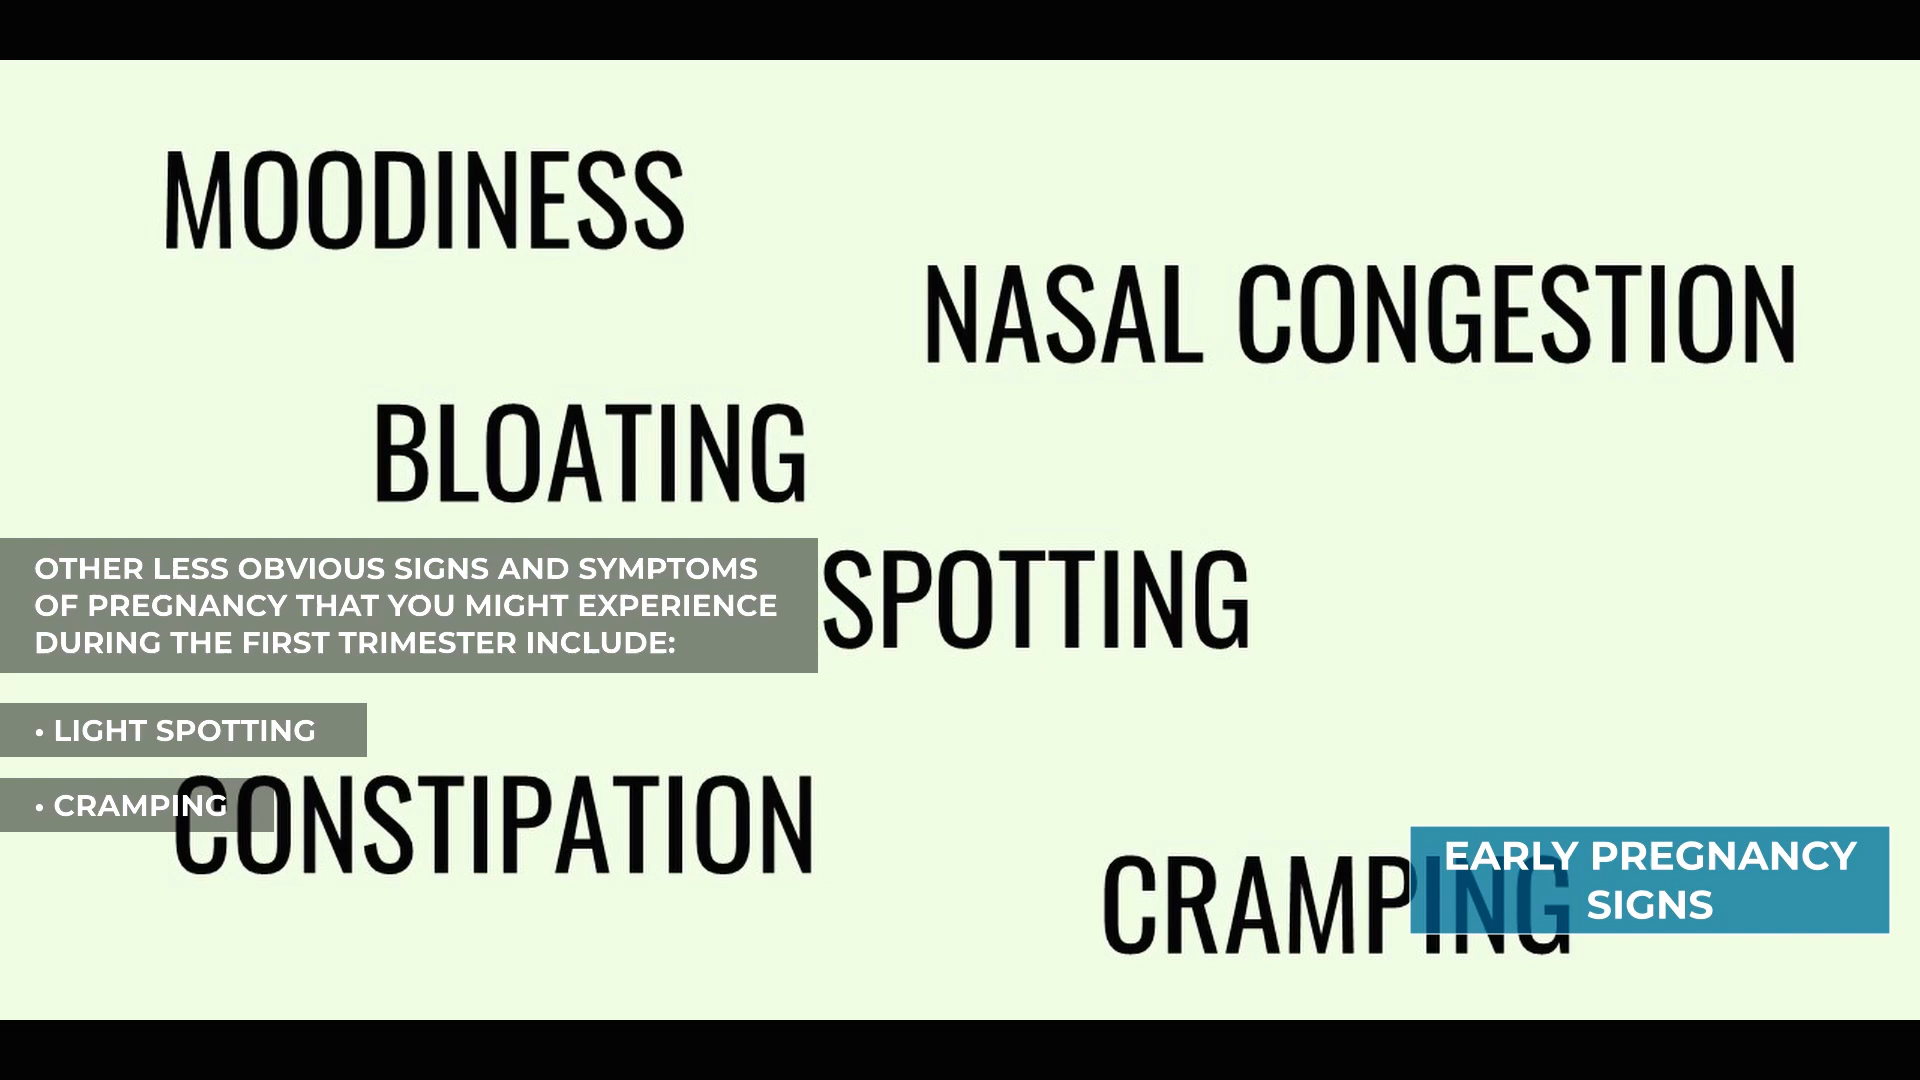 MOODINESS
NASAL CONGESTION
BLOATING
OTHER LESS OBVIOUS SIGNS AND SYMPTOMS
OF PREGNANCY THAT YOU MIGHT EXPERIENCE
DURING THE FIRST TRIMESTER INCLUDE:
SPOTTING
• LIGHT SPOTTING
• CRAMPING
CONSTIPATION
CRAMPING
EARLY PREGNANCY
SIGNS